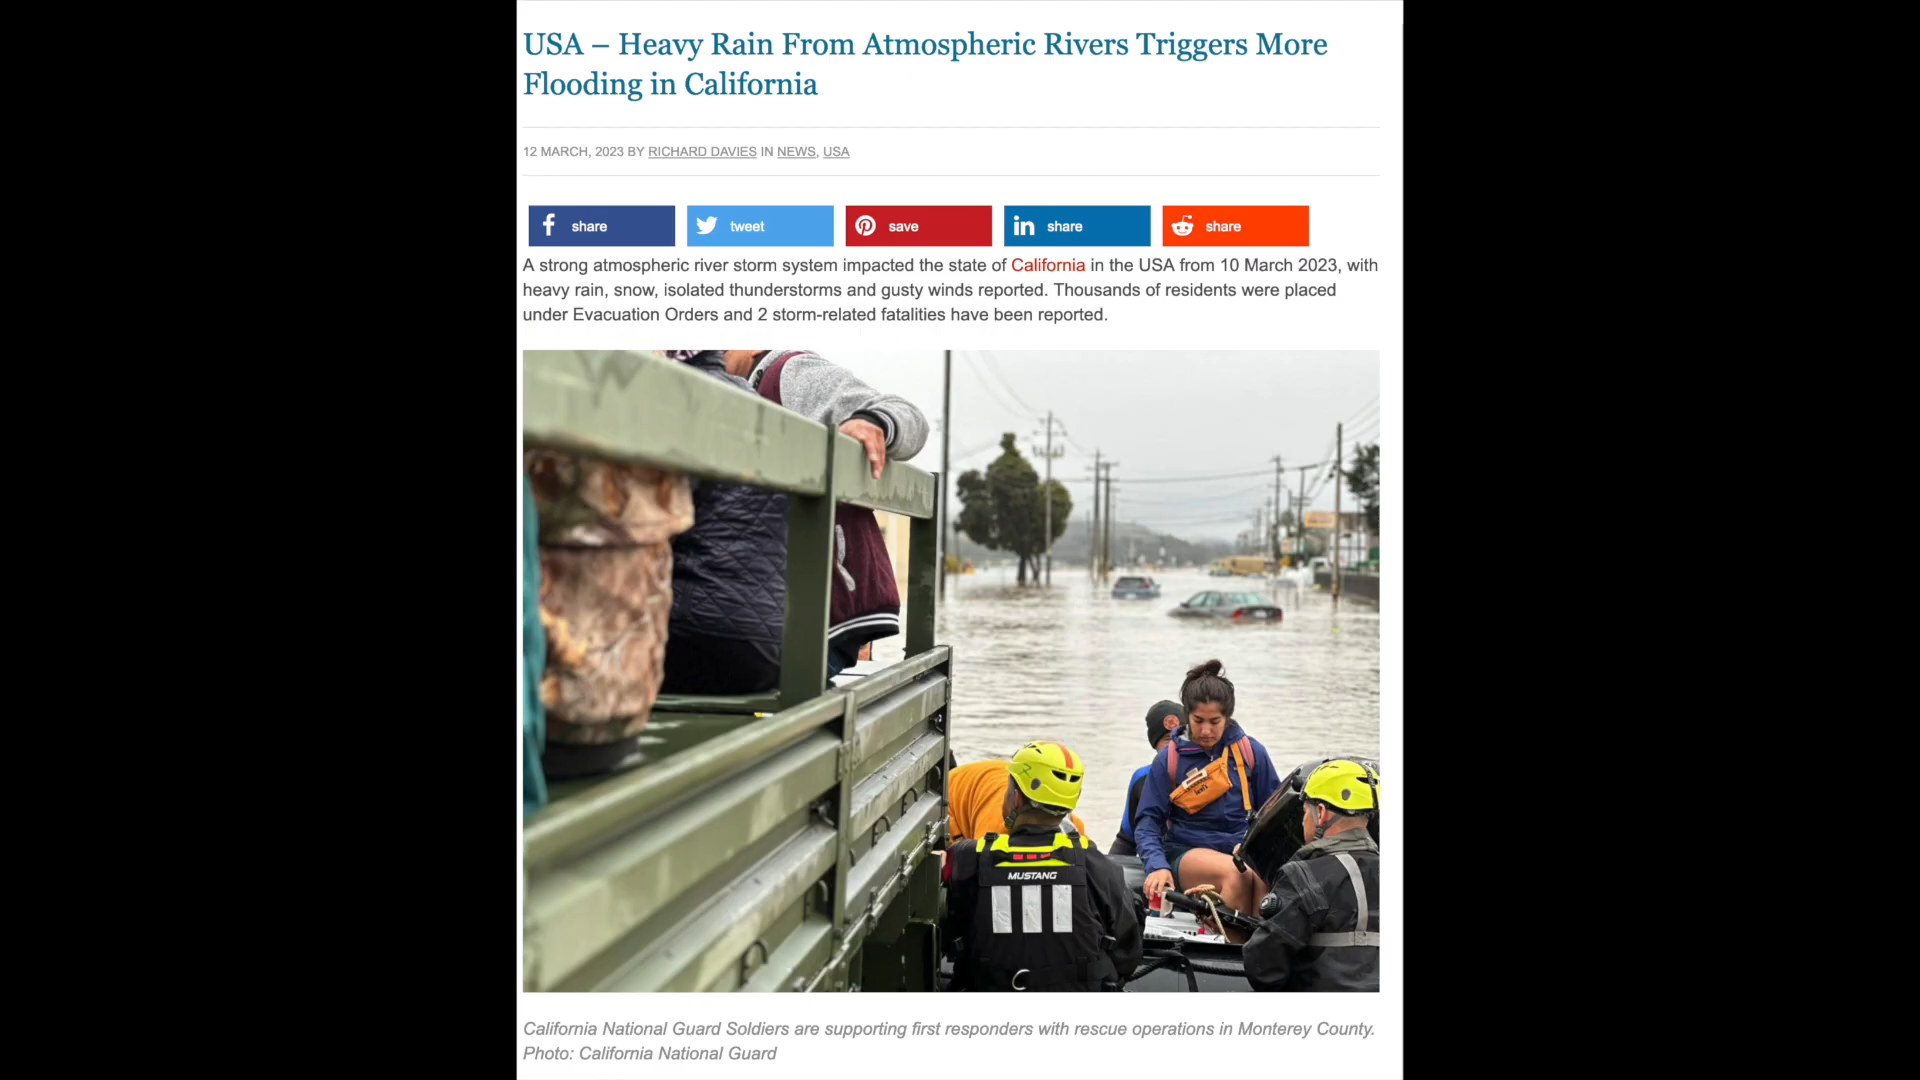 USA – Heavy Rain From Atmospheric Rivers Triggers More
Flooding in California
12 MARCH, 2023 BY RICHARD DAVIES IN NEWS, USA
share
tweet
save
share
share
A strong atmospheric river storm system impacted the state of California in the USA from 10 March 2023, with
heavy rain, snow, isolated thunderstorms and gusty winds reported. Thousands of residents were placed
under Evacuation Orders and 2 storm-related fatalities have been reported.
MUSTANG
California National Guard Soldiers are supporting first responders with rescue operations in Monterey County.
Photo: California National Guard